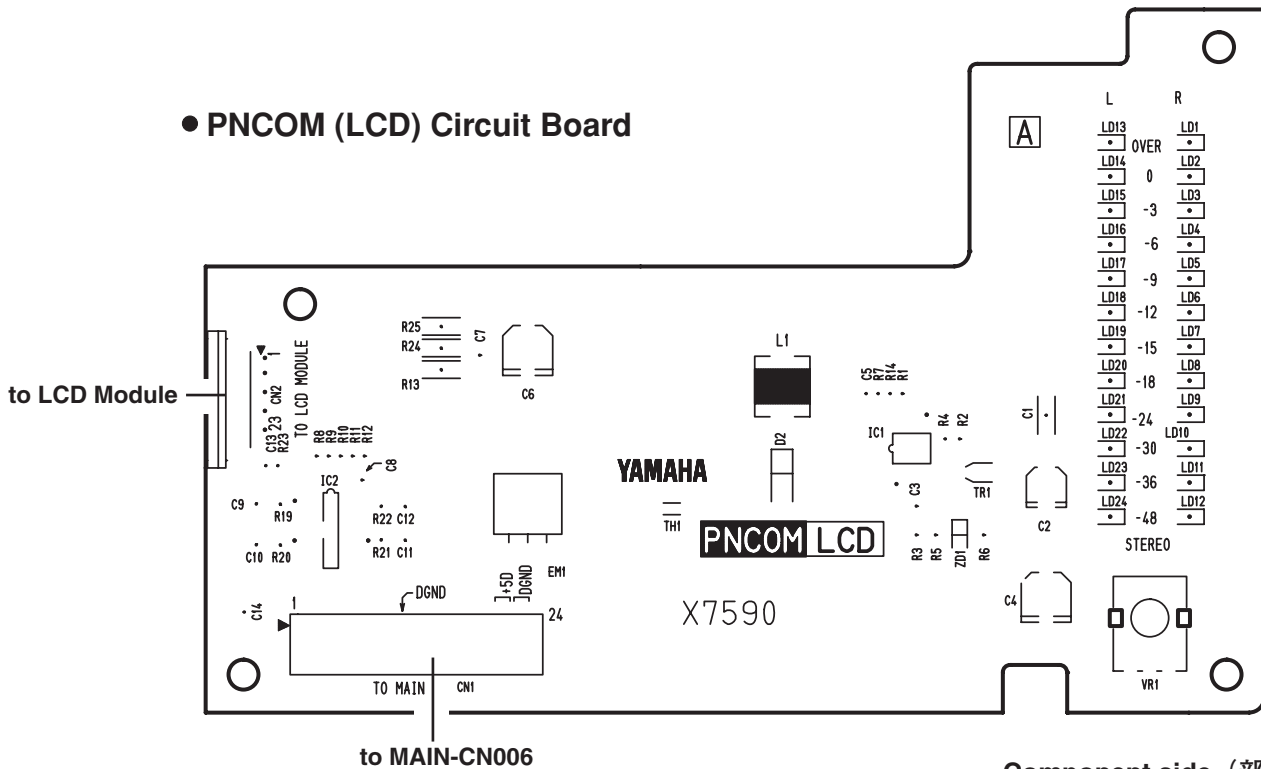 ● PNCOM (LCD) Circuit Board
A
L R
LD13 OVER LD1
LD14 0 LD2
LD15 -3 LD3
LD16 -6 LD4
LD17 -9 LD5
LD18 -12 LD6
LD19 -15 LD7
LD20 -18 LD8
LD21 -24 LD9
LD22 -30 LD10
LD23 -36 LD11
LD24 -48 LD12
STEREO
to LCD Module
1
CN2
23
TO LCD MODULE
R25
R24
R13
C7
C6
L1
C5
R7
R14
R1
C13
R23
R8
R9
R10
R11
R12
C8
IC2
C9
R19
R22
C12
C10
R20
R21
C11
YAMAHA
TH1
D2
IC1
R4
R2
C1
C3
TR1
C2
PNCOM LCD
R3
R5
ZD1
R6
EM1
+5D
DGND
DGND
C14
1
24
X7590
C4
TO MAIN CN1
VR1
to MAIN-CN006